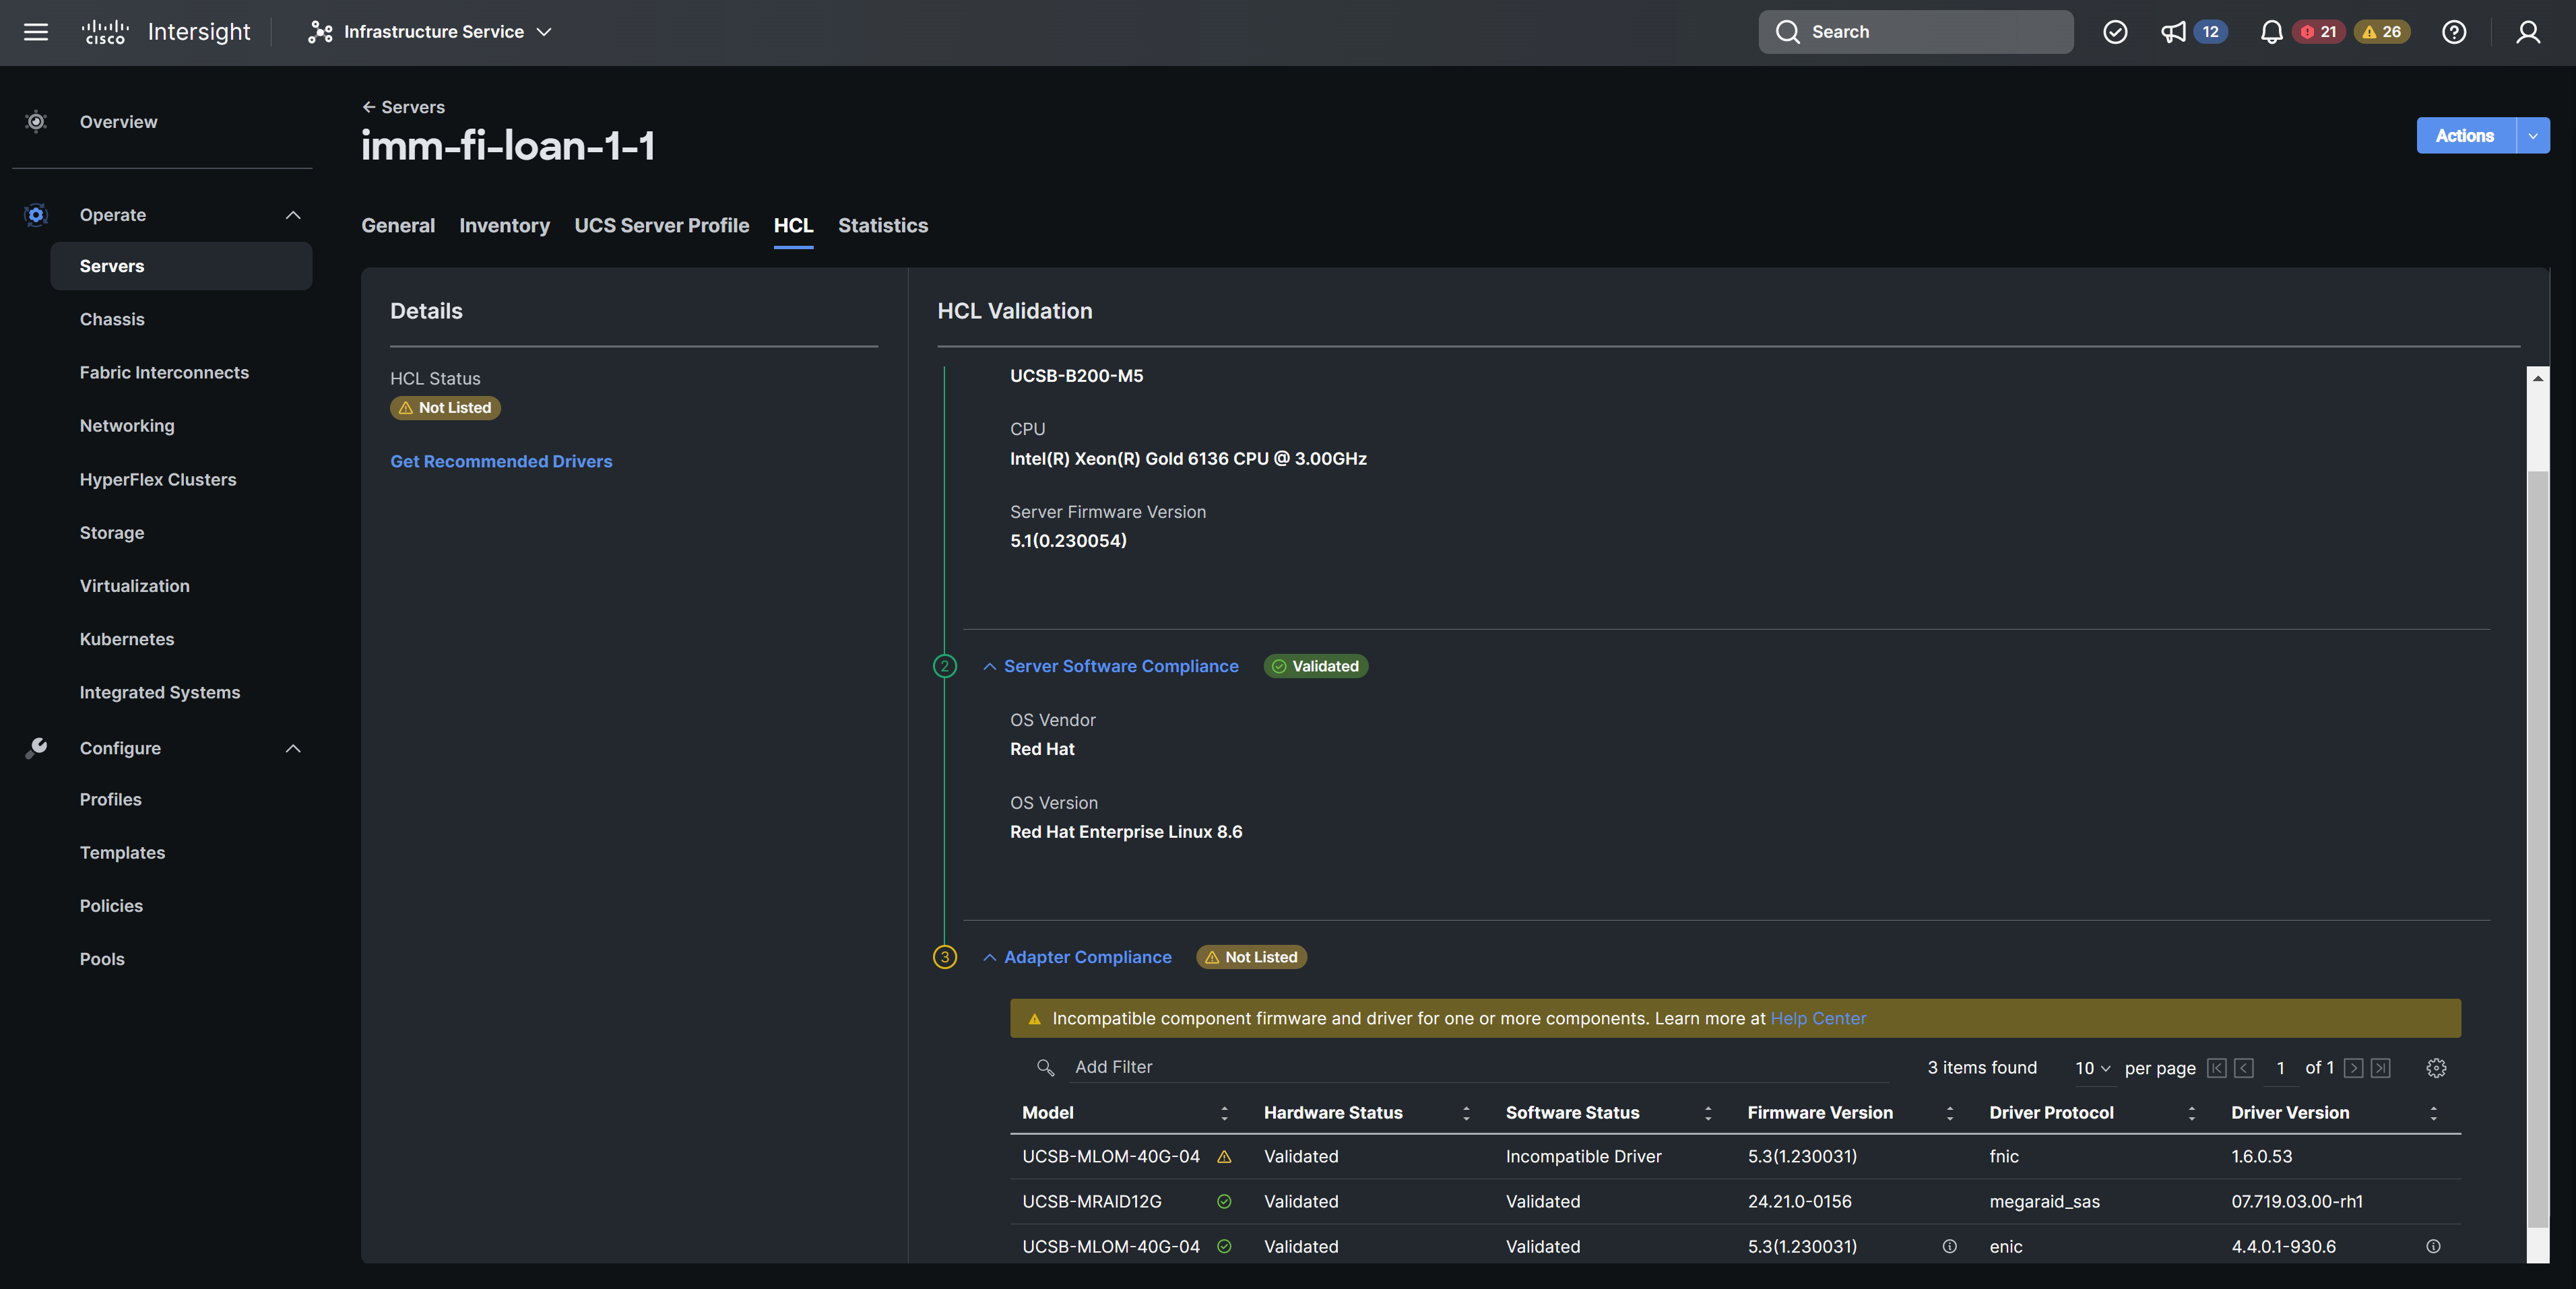 cisco Intersight Infrastructure Service Search 12 21 26
Overview
Operate
Servers
Chassis
Fabric Interconnects
Networking
HyperFlex Clusters
Storage
Virtualization
Kubernetes
Integrated Systems
Configure
Profiles
Templates
Policies
Pools
← Servers
imm-fi-loan-1-1
Actions
General Inventory UCS Server Profile HCL Statistics
Details
HCL Status
Not Listed
Get Recommended Drivers
HCL Validation
UCSB-B200-M5
CPU
Intel(R) Xeon(R) Gold 6136 CPU @ 3.00GHz
Server Firmware Version
5.1(0.230054)
2 Server Software Compliance Validated
OS Vendor
Red Hat
OS Version
Red Hat Enterprise Linux 8.6
3 Adapter Compliance Not Listed
Incompatible component firmware and driver for one or more components. Learn more at Help Center
Add Filter 3 items found 10 per page 1 of 1
Model Hardware Status Software Status Firmware Version Driver Protocol Driver Version
UCSB-MLOM-40G-04 Validated Incompatible Driver 5.3(1.230031) fnic 1.6.0.53
UCSB-MRAID12G Validated Validated 24.21.0-0156 megaraid_sas 07.719.03.00-rh1
UCSB-MLOM-40G-04 Validated Validated 5.3(1.230031) enic 4.4.0.1-930.6